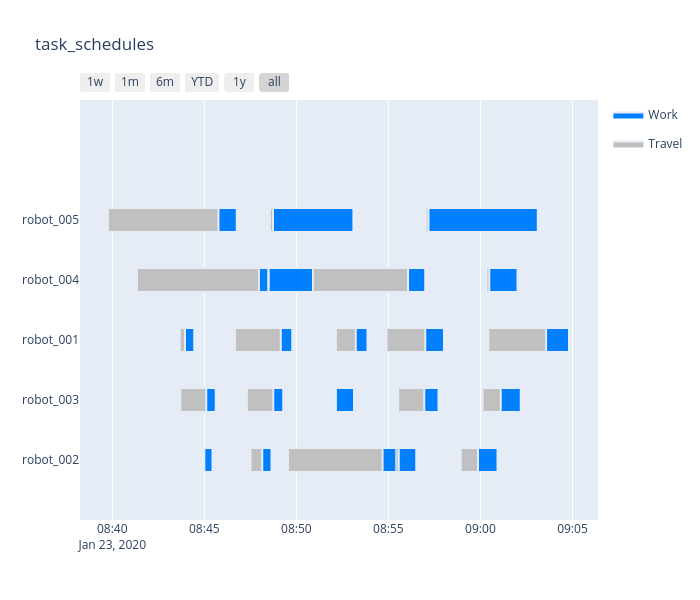 task_schedules
1w 1m 6m YTD 1y all
Work
Travel
robot_005
robot_004
robot_001
robot_003
robot_002
08:40 08:45 08:50 08:55 09:00 09:05
Jan 23, 2020